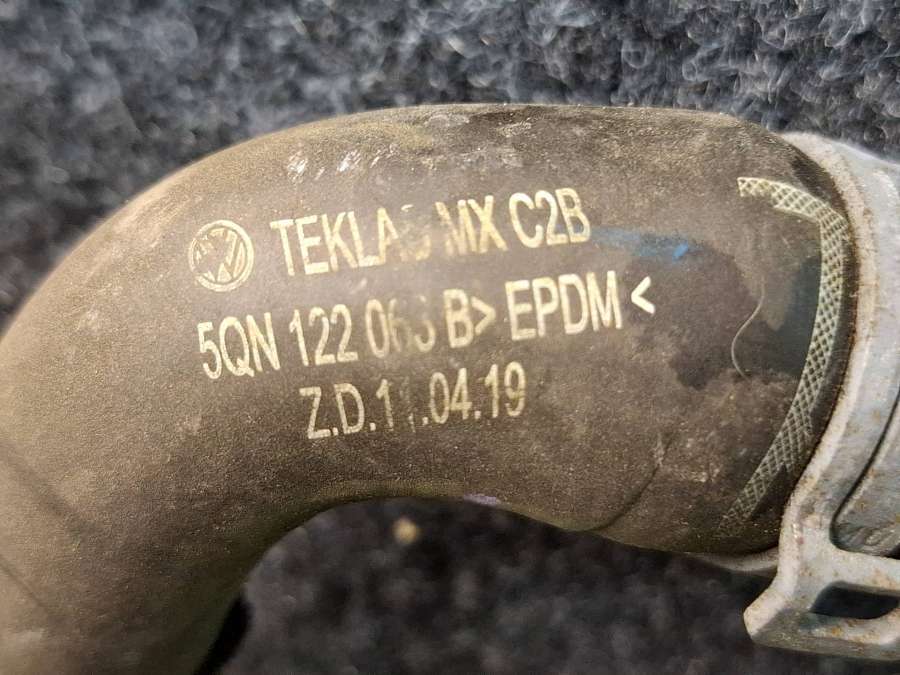 TEKLAS MX C2B
5QN 122 063 B> EPDM <
Z.D.11.04.19